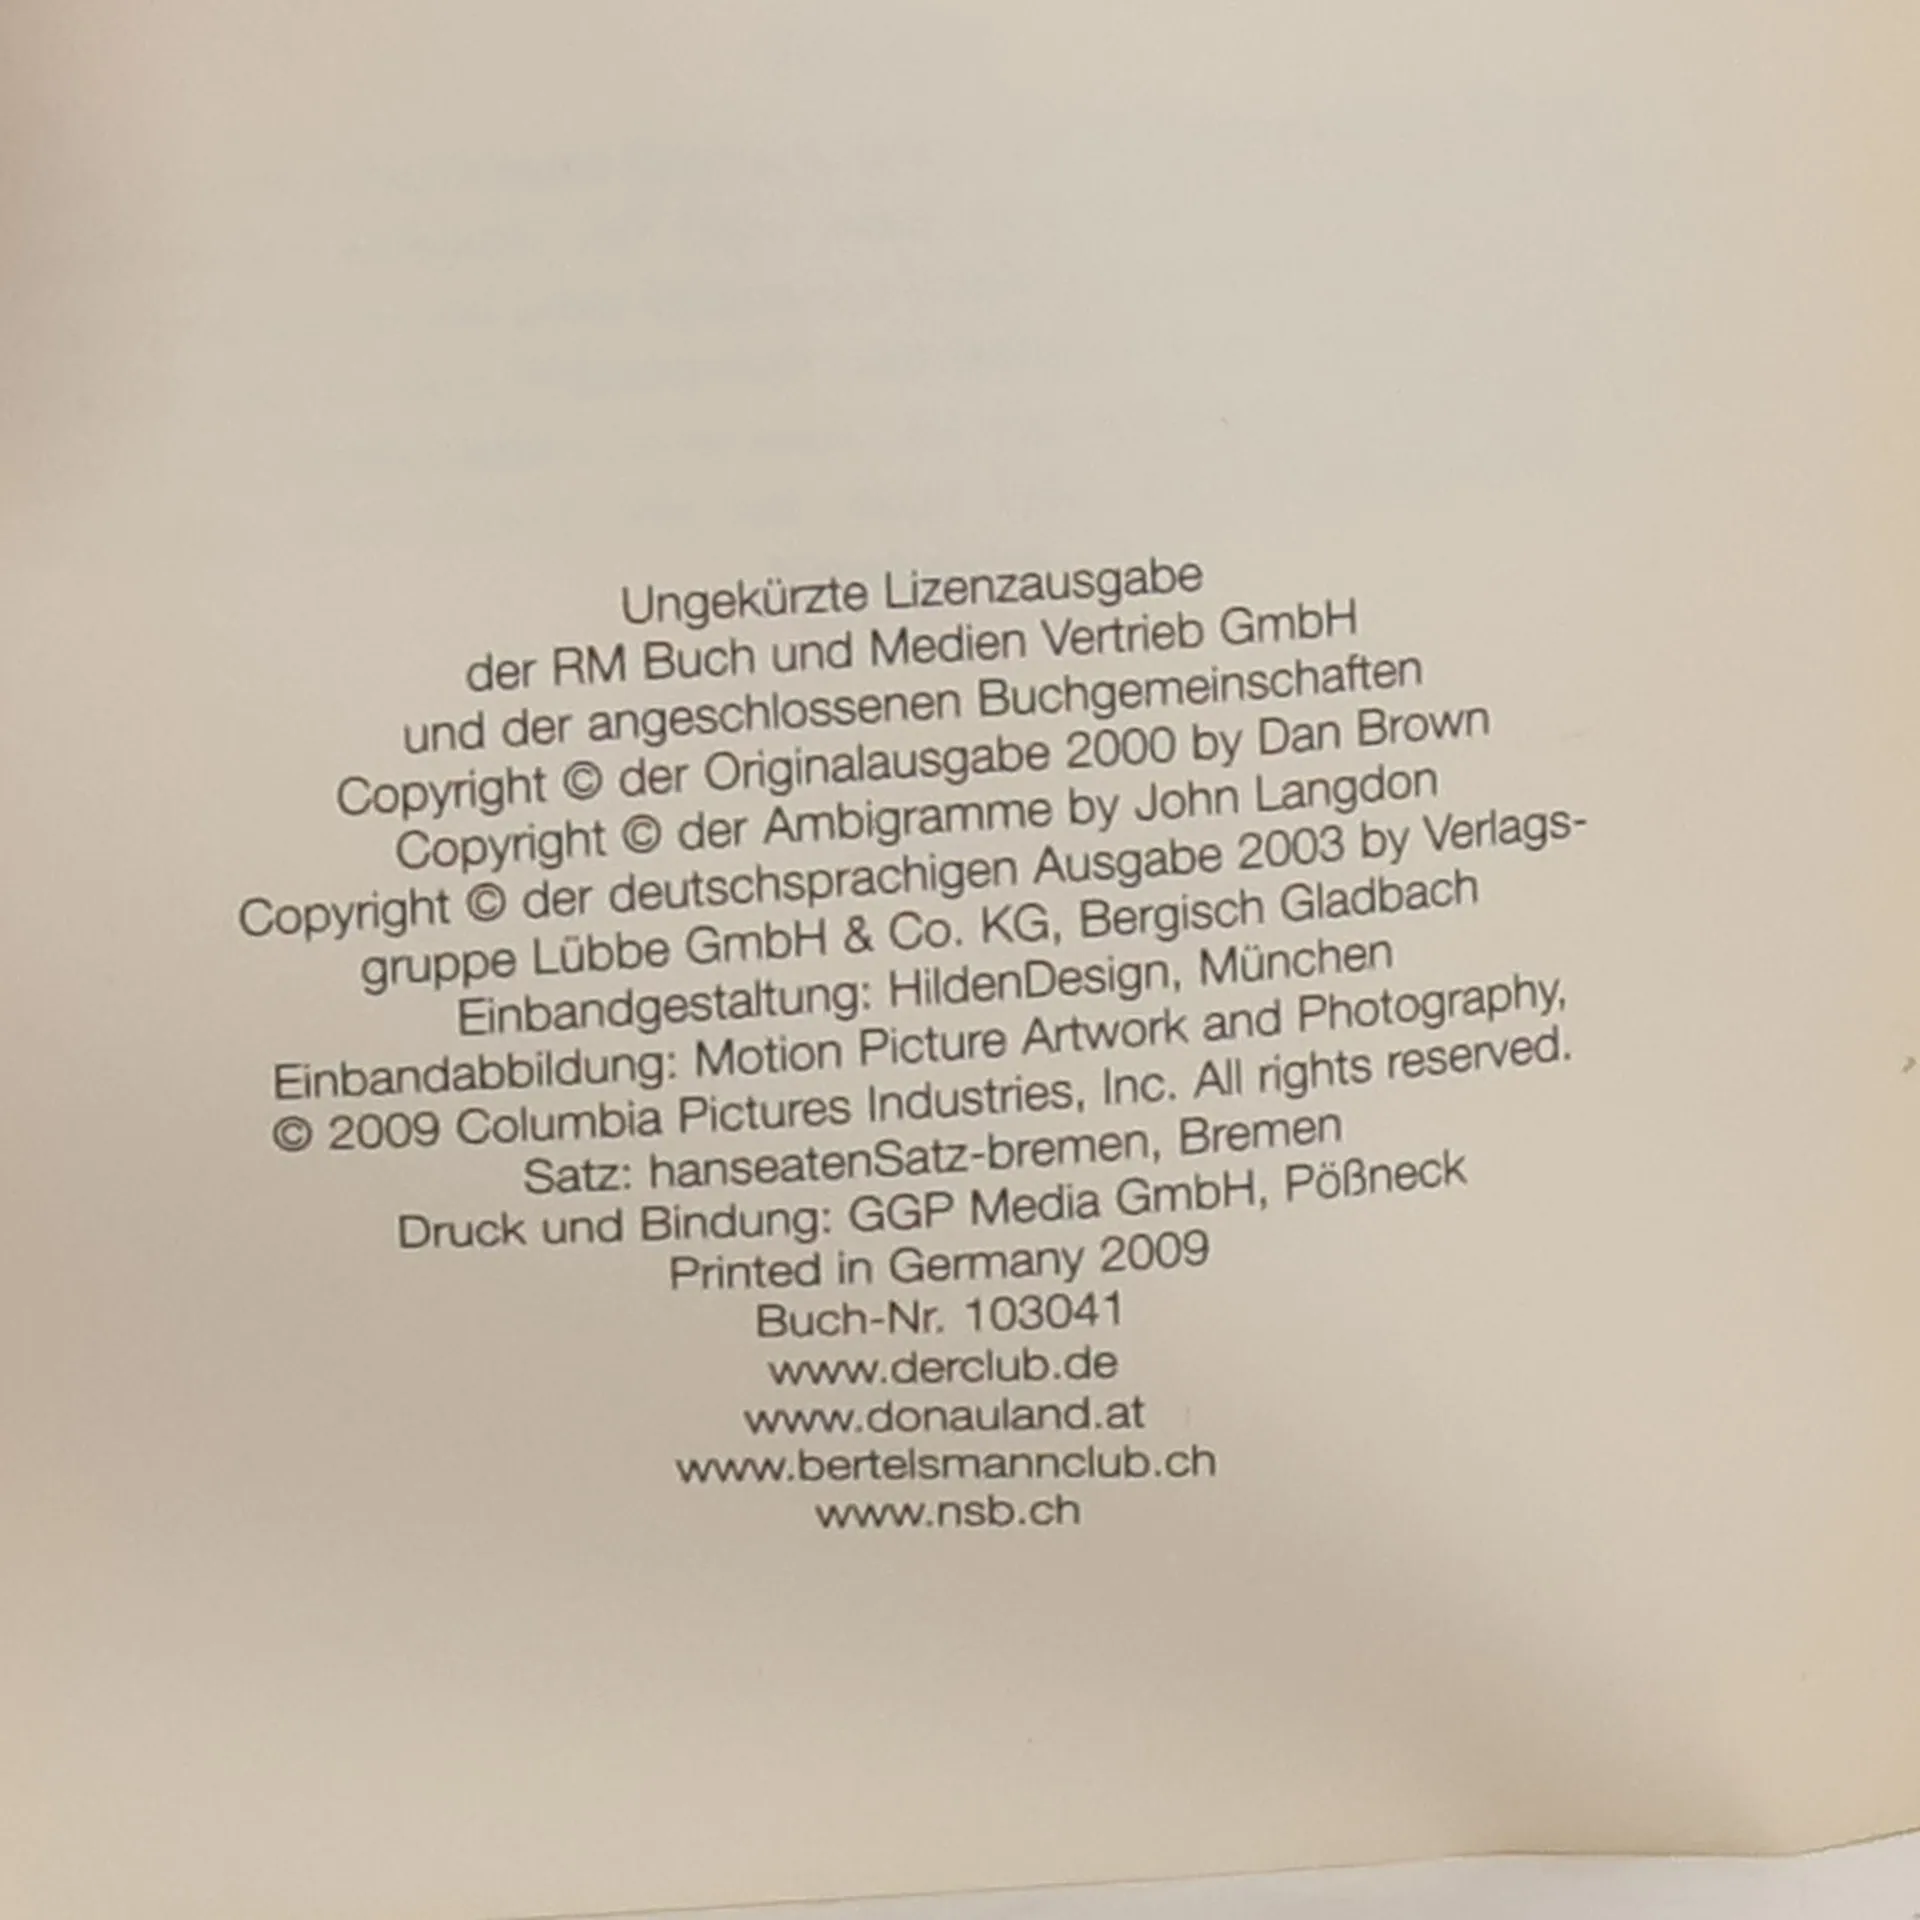 Ungekürzte Lizenzausgabe
der RM Buch und Medien Vertrieb GmbH
und der angeschlossenen Buchgemeinschaften
Copyright © der Originalausgabe 2000 by Dan Brown
Copyright © der Ambigramme by John Langdon
Copyright © der deutschsprachigen Ausgabe 2003 by Verlags-
gruppe Lübbe GmbH & Co. KG, Bergisch Gladbach
Einbandgestaltung: HildenDesign, München
Einbandabbildung: Motion Picture Artwork and Photography,
© 2009 Columbia Pictures Industries, Inc. All rights reserved.
Satz: hanseatenSatz-bremen, Bremen
Druck und Bindung: GGP Media GmbH, Pößneck
Printed in Germany 2009
Buch-Nr. 103041
www.derclub.de
www.donauland.at
www.bertelsmannclub.ch
www.nsb.ch